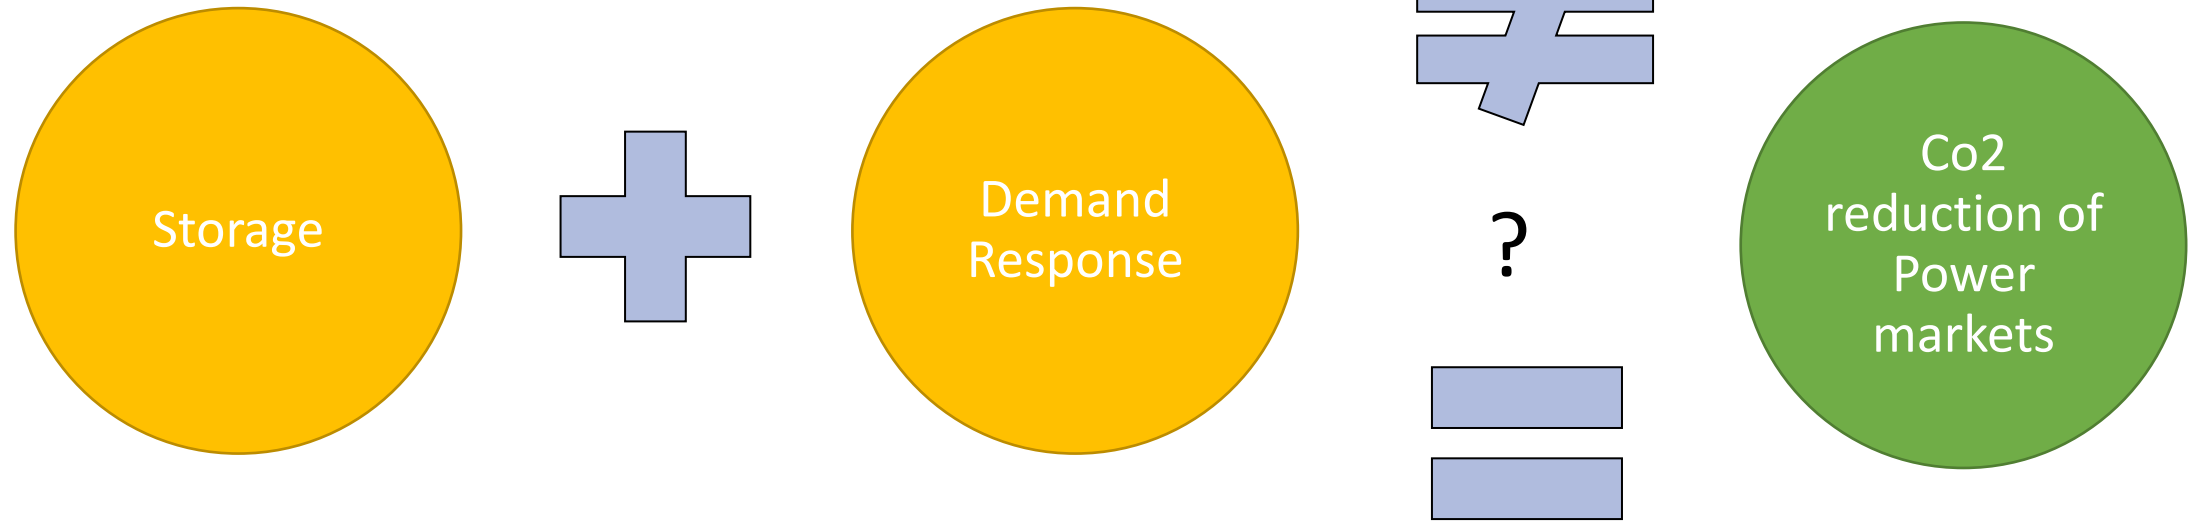 Storage
Demand
Response
?
Co2
reduction of
Power
markets